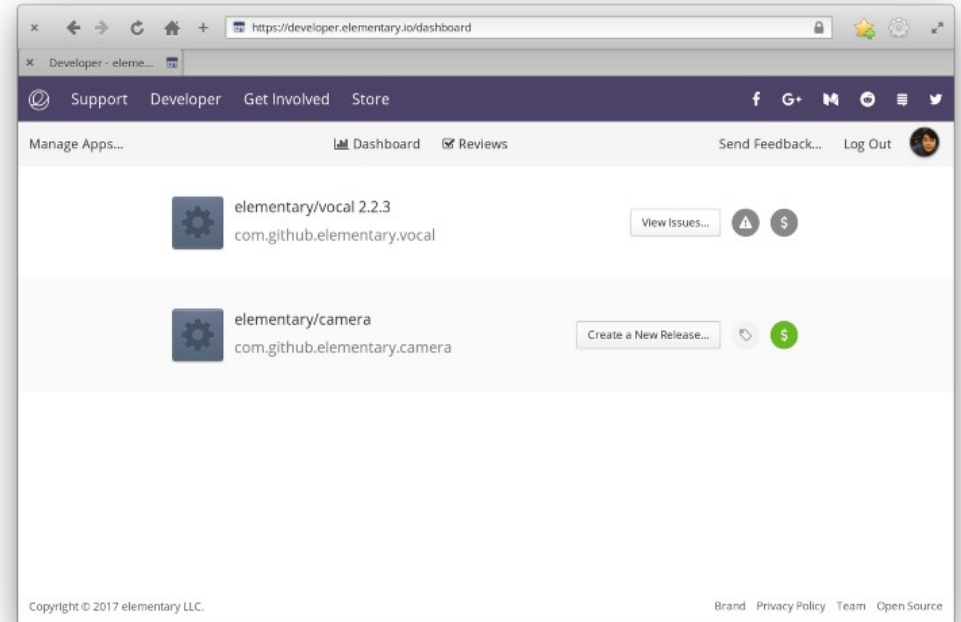 https://developer.elementary.io/dashboard
Developer - eleme...
Support Developer Get Involved Store
f G+
Manage Apps... Dashboard Reviews Send Feedback... Log Out
elementary/vocal 2.2.3
com.github.elementary.vocal
View Issues... $
elementary/camera
com.github.elementary.camera
Create a New Release... $
Copyright © 2017 elementary LLC. Brand Privacy Policy Team Open Source